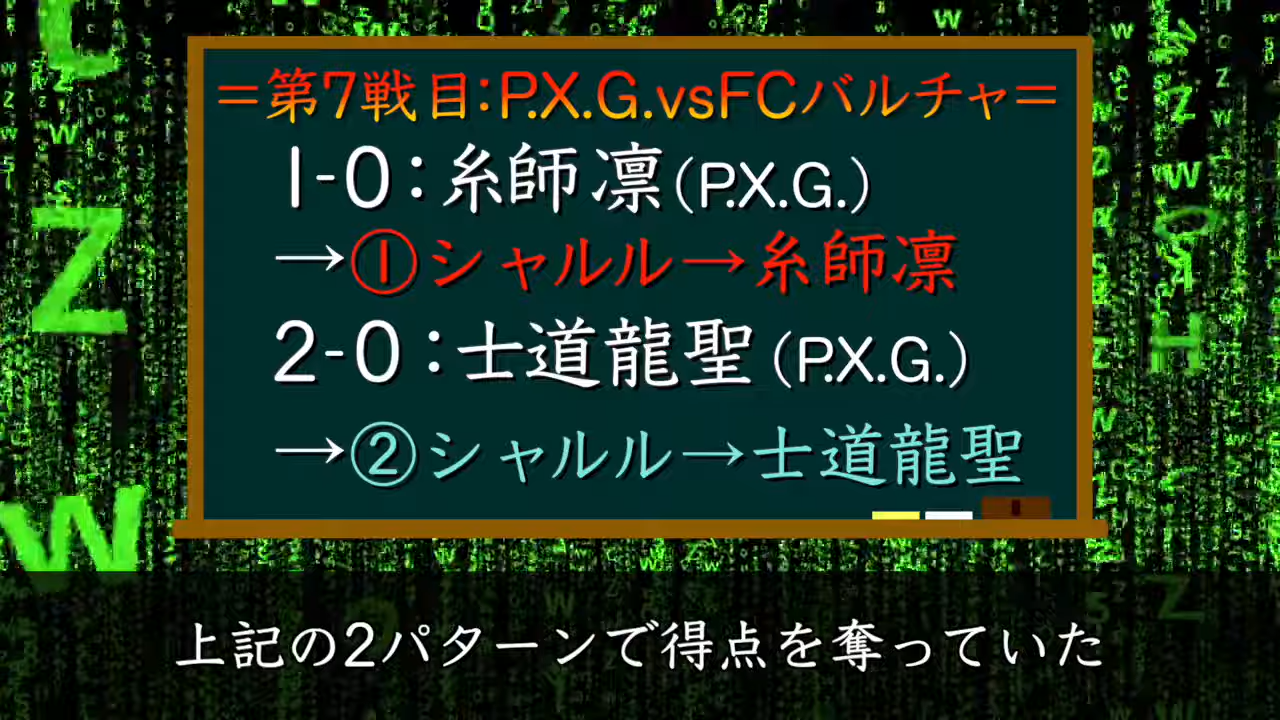 =第7戦目:P.X.G.vsFCバルチャ=
1-0:糸師凛(P.X.G.)
→①シャルル→糸師凛
2-0:士道龍聖(P.X.G.)
→②シャルル→士道龍聖
上記の2パターンで得点を奪っていた